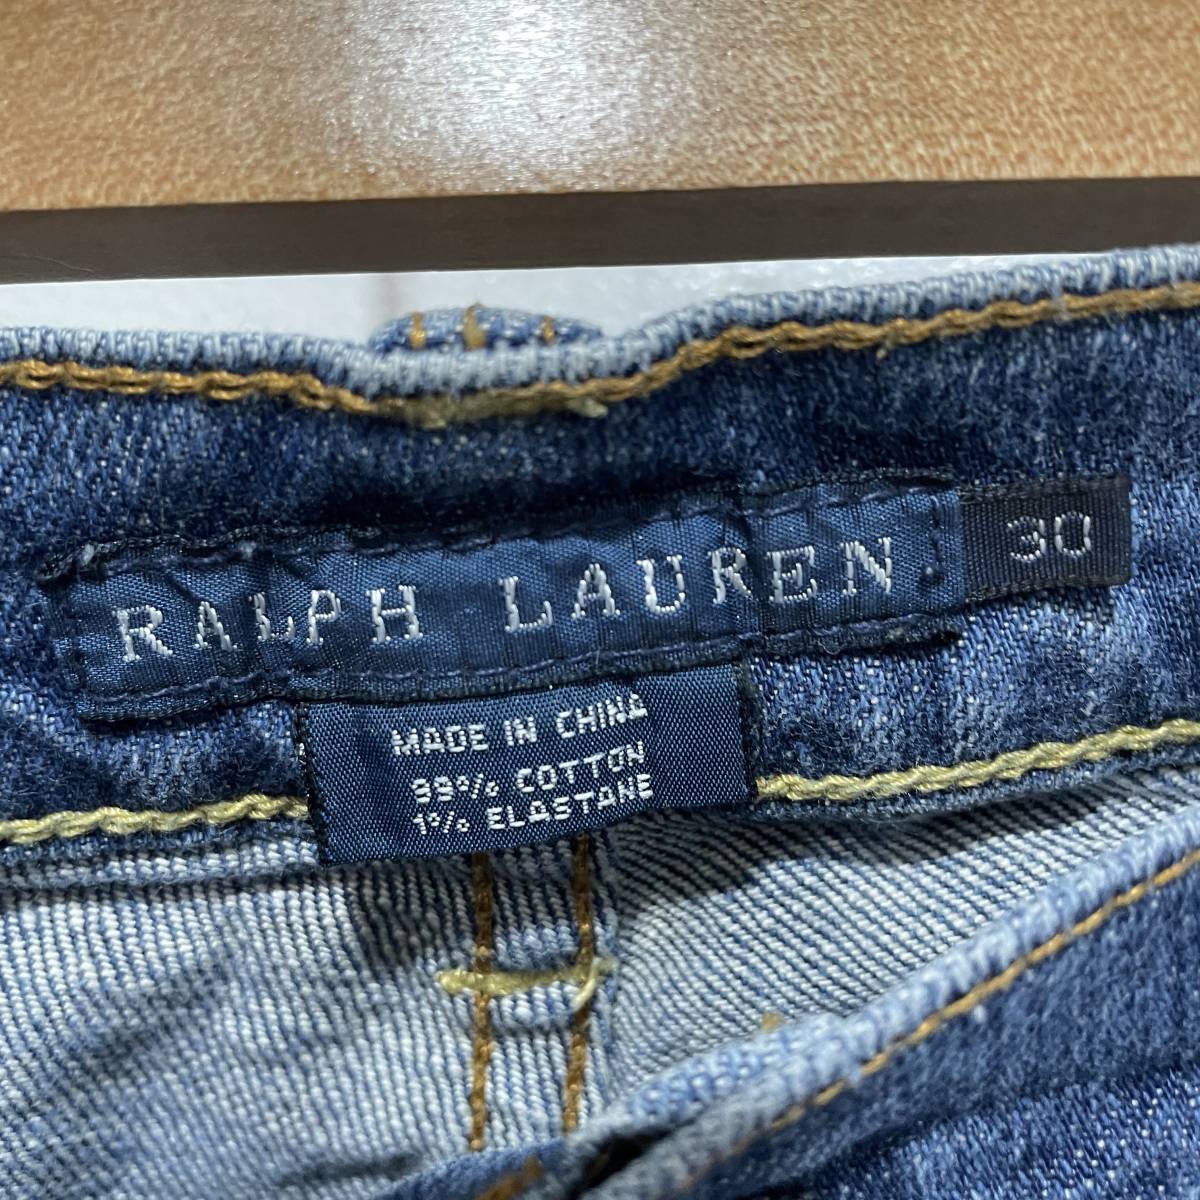 RALPH LAUREN 30
MADE IN CHINA
99% COTTON
1% ELASTANE